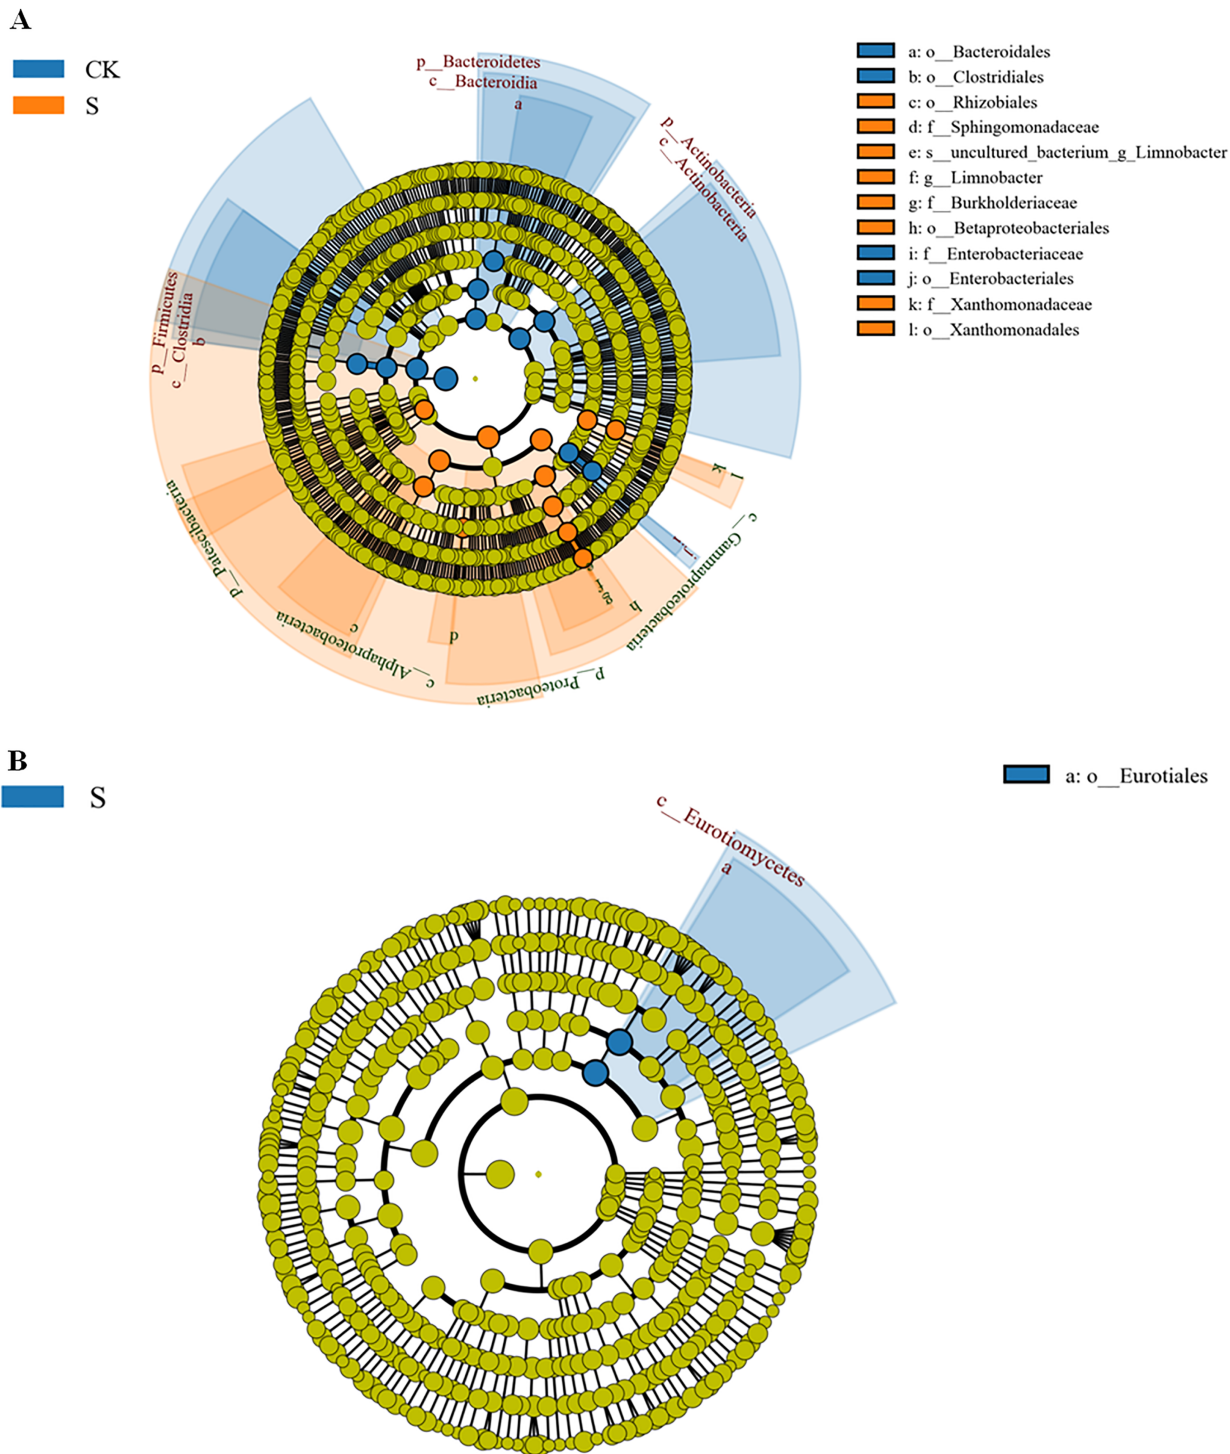 A
CK
S
p__Bacteroidetes
c__Bacteroidia
a
p__Actinobacteria
c__Actinobacteria
p__Firmicutes
c__Clostridia
b
p__Patescibacteria
c
c__Alphaproteobacteria
d
p__Proteobacteria
h
g
f
e
c__Gammaproteobacteria
j
i
k
l
a: o__Bacteroidales
b: o__Clostridiales
c: o__Rhizobiales
d: f__Sphingomonadaceae
e: s__uncultured_bacterium_g_Limnobacter
f: g__Limnobacter
g: f__Burkholderiaceae
h: o__Betaproteobacteriales
i: f__Enterobacteriaceae
j: o__Enterobacteriales
k: f__Xanthomonadaceae
l: o__Xanthomonadales
B
S
c__Eurotiomycetes
a
a: o__Eurotiales